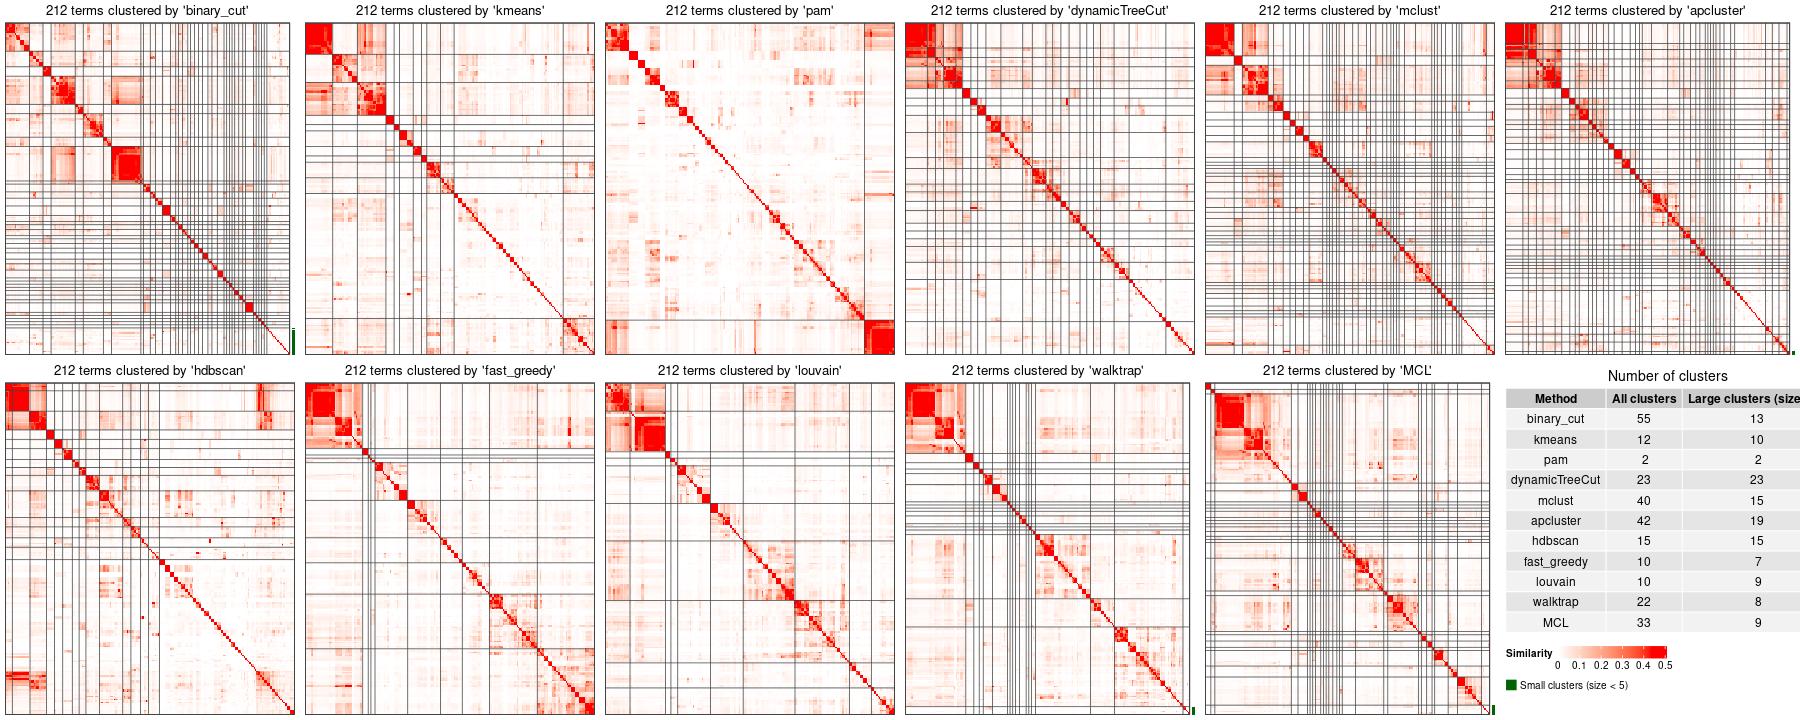 212 terms clustered by 'binary_cut'
212 terms clustered by 'kmeans'
212 terms clustered by 'pam'
212 terms clustered by 'dynamicTreeCut'
212 terms clustered by 'mclust'
212 terms clustered by 'apcluster'
212 terms clustered by 'hdbscan'
212 terms clustered by 'fast_greedy'
212 terms clustered by 'louvain'
212 terms clustered by 'walktrap'
212 terms clustered by 'MCL'
Number of clusters
Method All clusters Large clusters (size
binary_cut 55 13
kmeans 12 10
pam 2 2
dynamicTreeCut 23 23
mclust 40 15
apcluster 42 19
hdbscan 15 15
fast_greedy 10 7
louvain 10 9
walktrap 22 8
MCL 33 9
Similarity
0 0.1 0.2 0.3 0.4 0.5
Small clusters (size < 5)